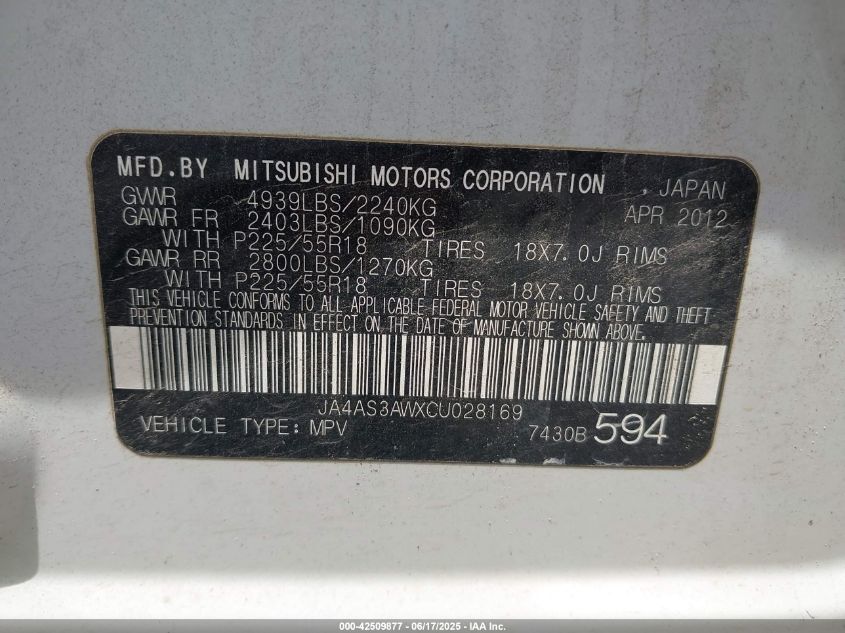 MFD.BY MITSUBISHI MOTORS CORPORATION , JAPAN
GVWR 4939LBS/2240KG APR 2012
GAWR FR 2403LBS/1090KG
WITH P225/55R18 TIRES 18X7.0J RIMS
GAWR RR 2800LBS/1270KG
WITH P225/55R18 TIRES 18X7.0J RIMS
THIS VEHICLE CONFORMS TO ALL APPLICABLE FEDERAL MOTOR VEHICLE SAFETY AND THEFT
PREVENTION STANDARDS IN EFFECT ON THE DATE OF MANUFACTURE SHOWN ABOVE.
JA4AS3AWXCU028169
VEHICLE TYPE: MPV 7430B 594
000-42509877 - 06/17/2025 - IAA Inc.